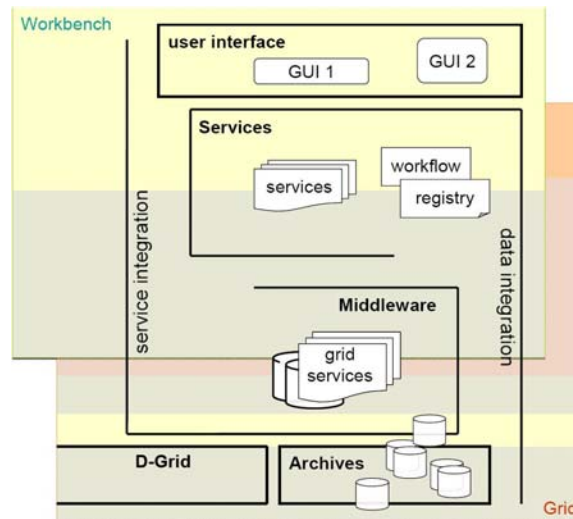 Workbench
user interface
GUI 1
GUI 2
Services
services
workflow
registry
service integration
data integration
Middleware
grid
services
D-Grid
Archives
Grid